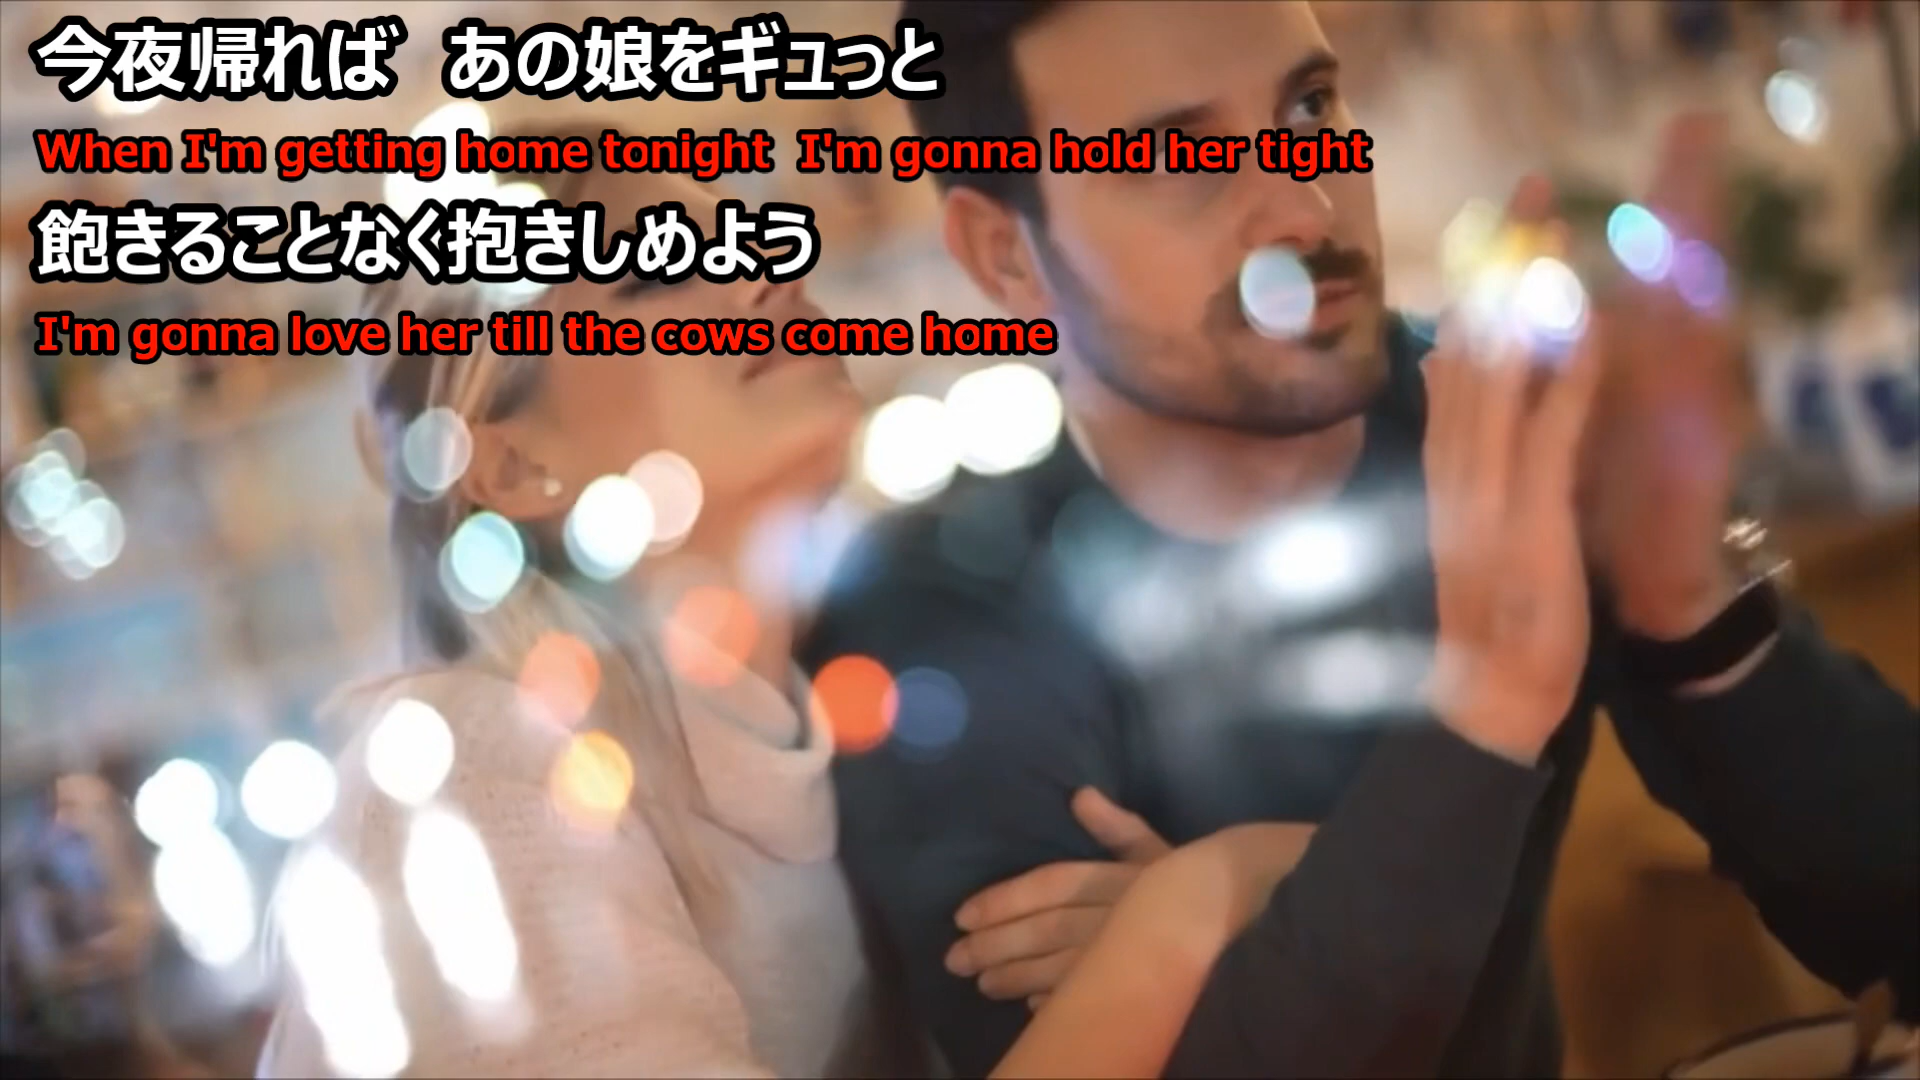 今夜帰れば　あの娘をギュっと
When I'm getting home tonight  I'm gonna hold her tight
飽きることなく抱きしめよう
I'm gonna love her till the cows come home